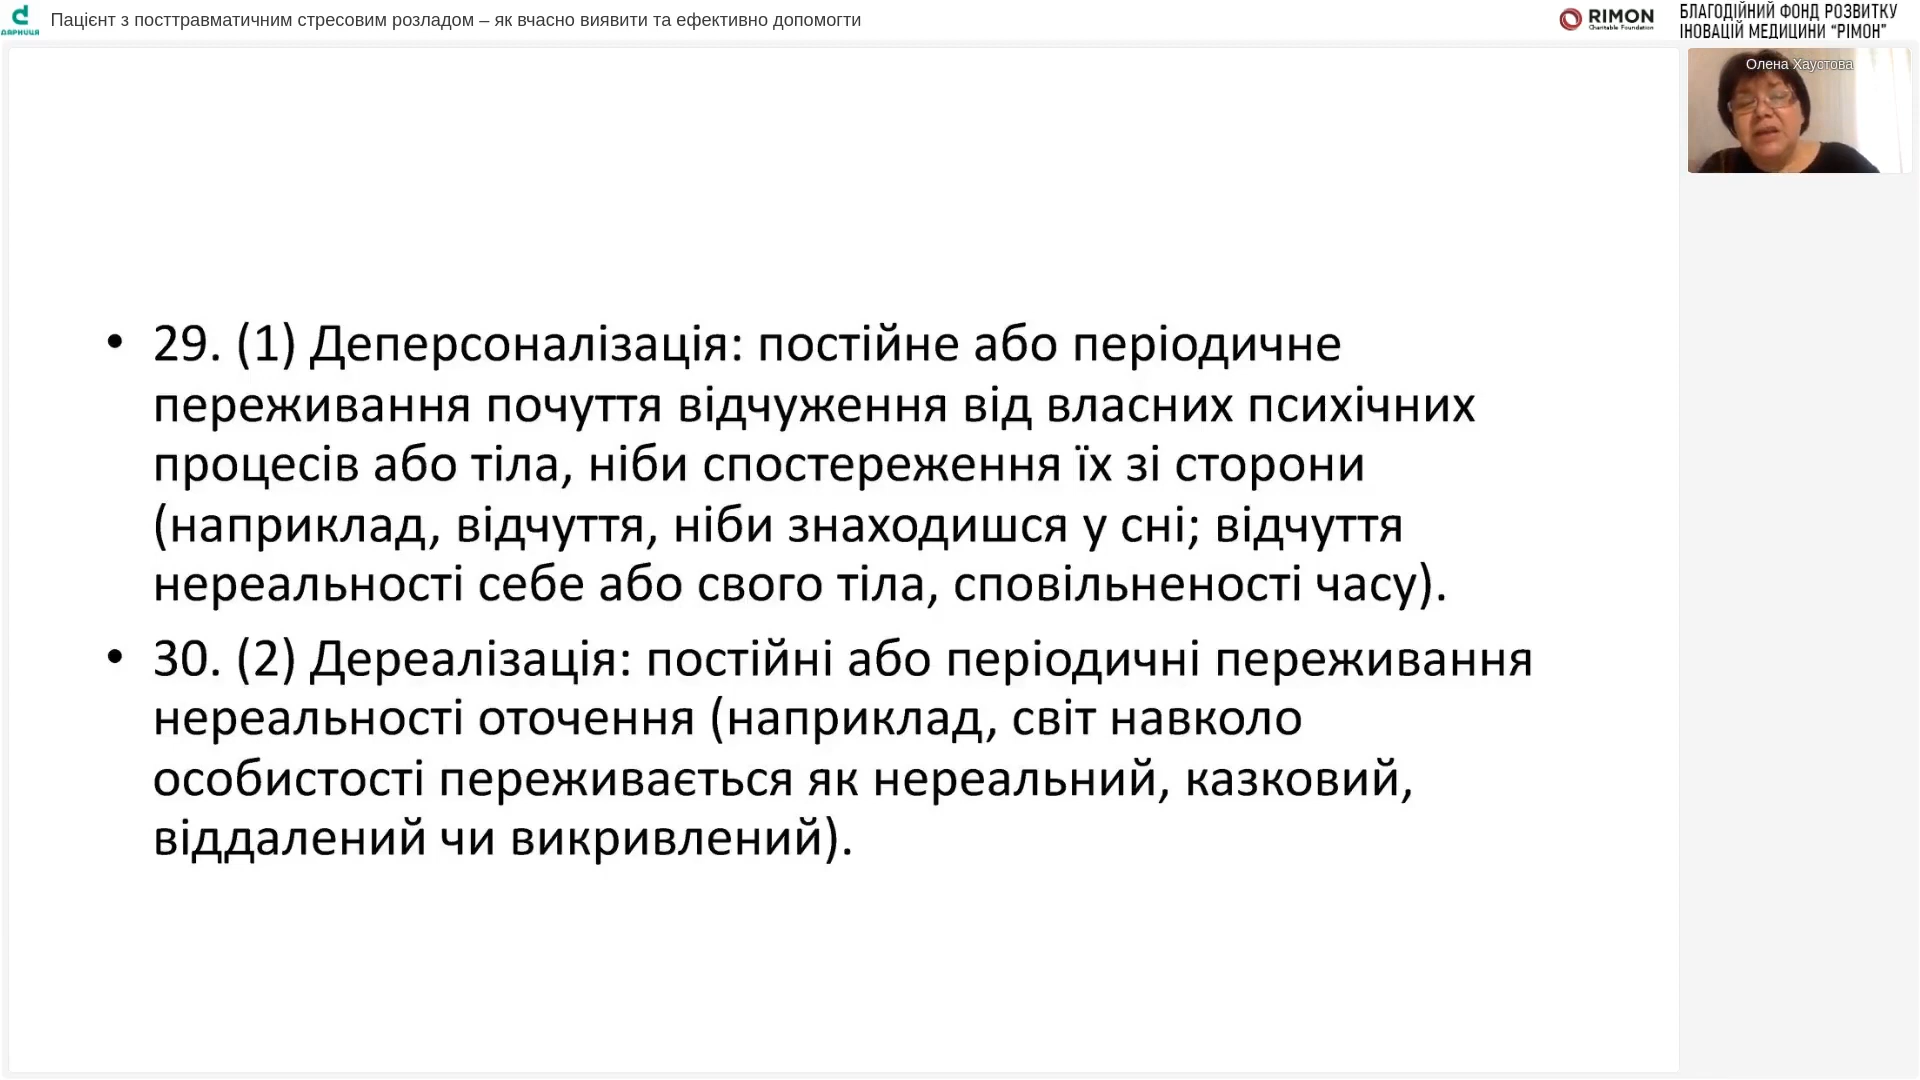 Дарниця
Пацієнт з посттравматичним стресовим розладом – як вчасно виявити та ефективно допомогти
RIMON
Charitable Foundation
БЛАГОДІЙНИЙ ФОНД РОЗВИТКУ
ІНОВАЦІЙ МЕДИЦИНИ "РІМОН"
Олена Хаустова
• 29. (1) Деперсоналізація: постійне або періодичне
переживання почуття відчуження від власних психічних
процесів або тіла, ніби спостереження їх зі сторони
(наприклад, відчуття, ніби знаходишся у сні; відчуття
нереальності себе або свого тіла, сповільненості часу).
• 30. (2) Дереалізація: постійні або періодичні переживання
нереальності оточення (наприклад, світ навколо
особистості переживається як нереальний, казковий,
віддалений чи викривлений).